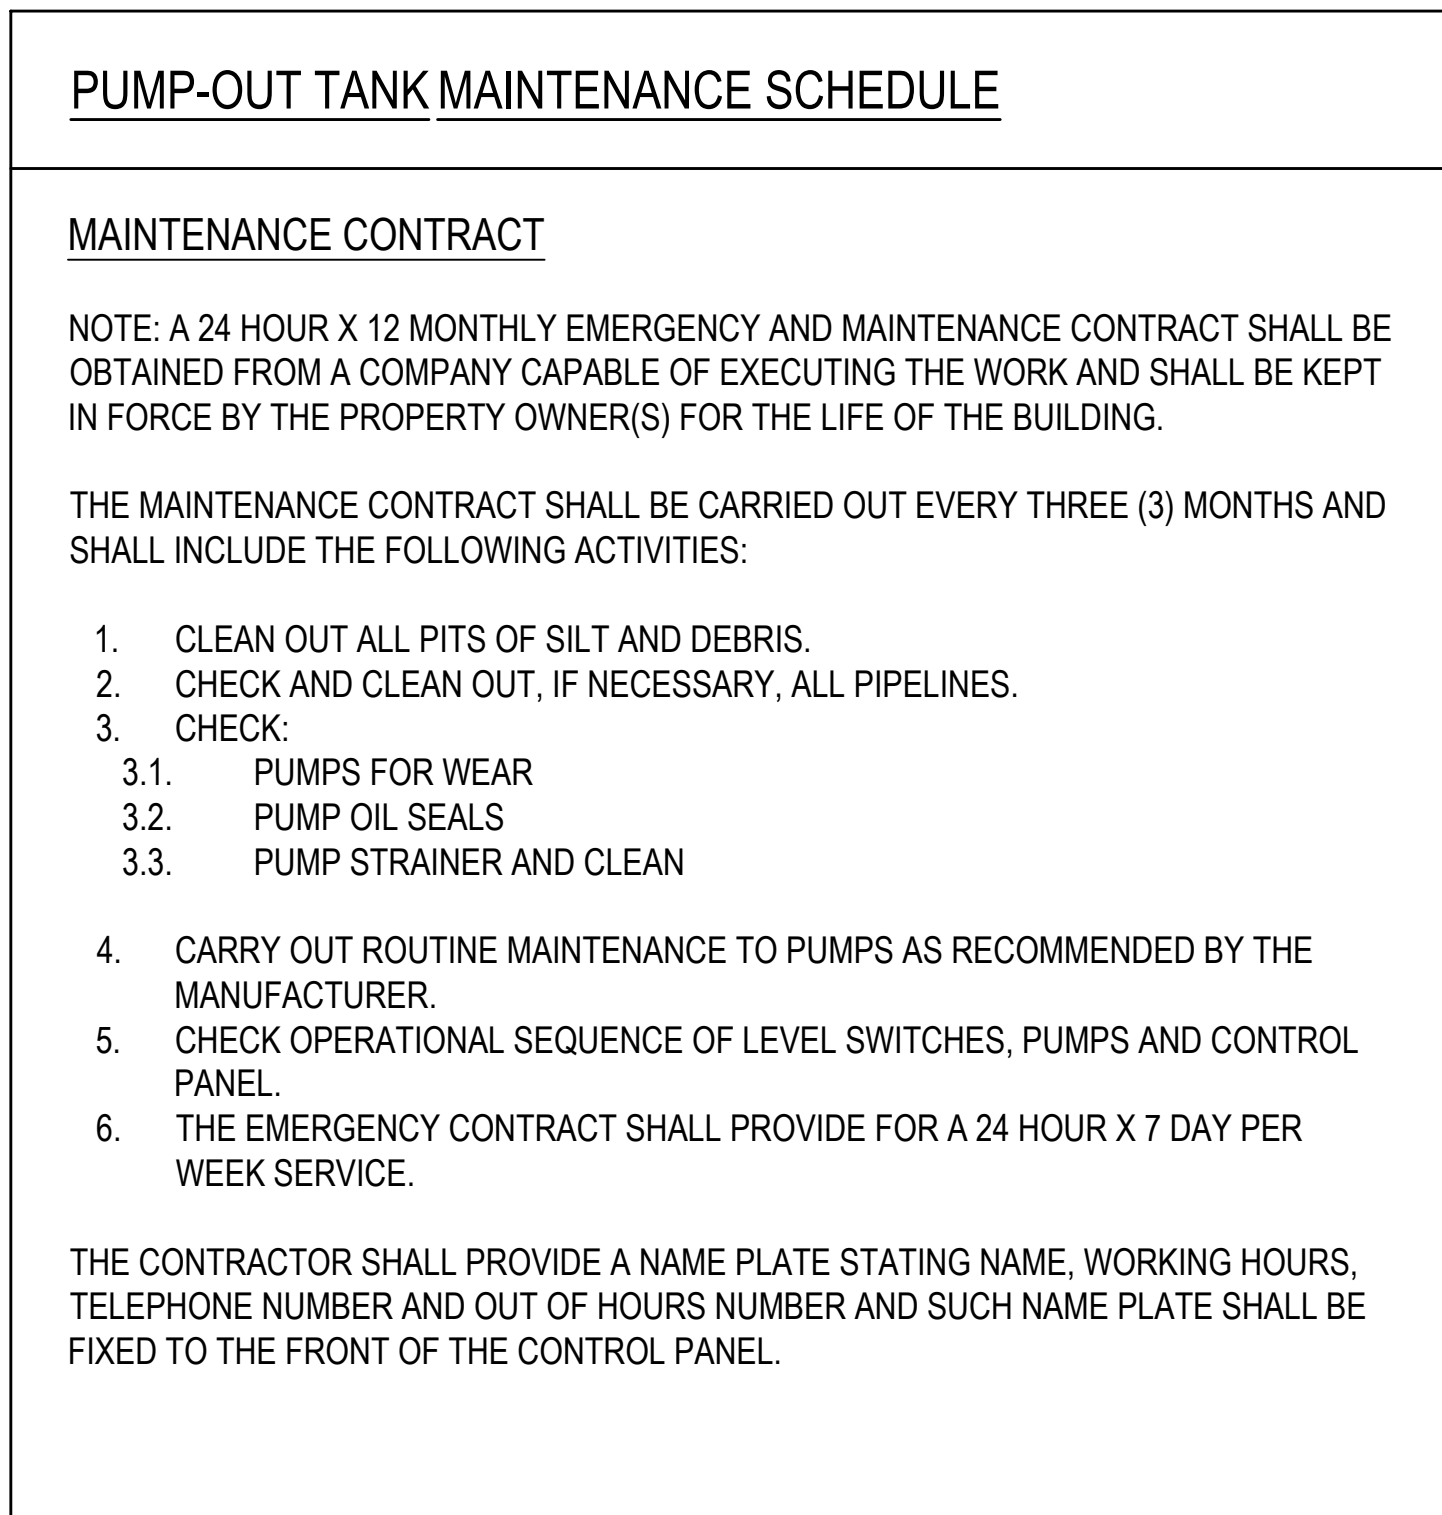 PUMP-OUT TANK MAINTENANCE SCHEDULE
MAINTENANCE CONTRACT
NOTE: A 24 HOUR X 12 MONTHLY EMERGENCY AND MAINTENANCE CONTRACT SHALL BE
OBTAINED FROM A COMPANY CAPABLE OF EXECUTING THE WORK AND SHALL BE KEPT
IN FORCE BY THE PROPERTY OWNER(S) FOR THE LIFE OF THE BUILDING.
THE MAINTENANCE CONTRACT SHALL BE CARRIED OUT EVERY THREE (3) MONTHS AND
SHALL INCLUDE THE FOLLOWING ACTIVITIES:
1. CLEAN OUT ALL PITS OF SILT AND DEBRIS.
2. CHECK AND CLEAN OUT, IF NECESSARY, ALL PIPELINES.
3. CHECK:
3.1. PUMPS FOR WEAR
3.2. PUMP OIL SEALS
3.3. PUMP STRAINER AND CLEAN
4. CARRY OUT ROUTINE MAINTENANCE TO PUMPS AS RECOMMENDED BY THE
MANUFACTURER.
5. CHECK OPERATIONAL SEQUENCE OF LEVEL SWITCHES, PUMPS AND CONTROL
PANEL.
6. THE EMERGENCY CONTRACT SHALL PROVIDE FOR A 24 HOUR X 7 DAY PER
WEEK SERVICE.
THE CONTRACTOR SHALL PROVIDE A NAME PLATE STATING NAME, WORKING HOURS,
TELEPHONE NUMBER AND OUT OF HOURS NUMBER AND SUCH NAME PLATE SHALL BE
FIXED TO THE FRONT OF THE CONTROL PANEL.